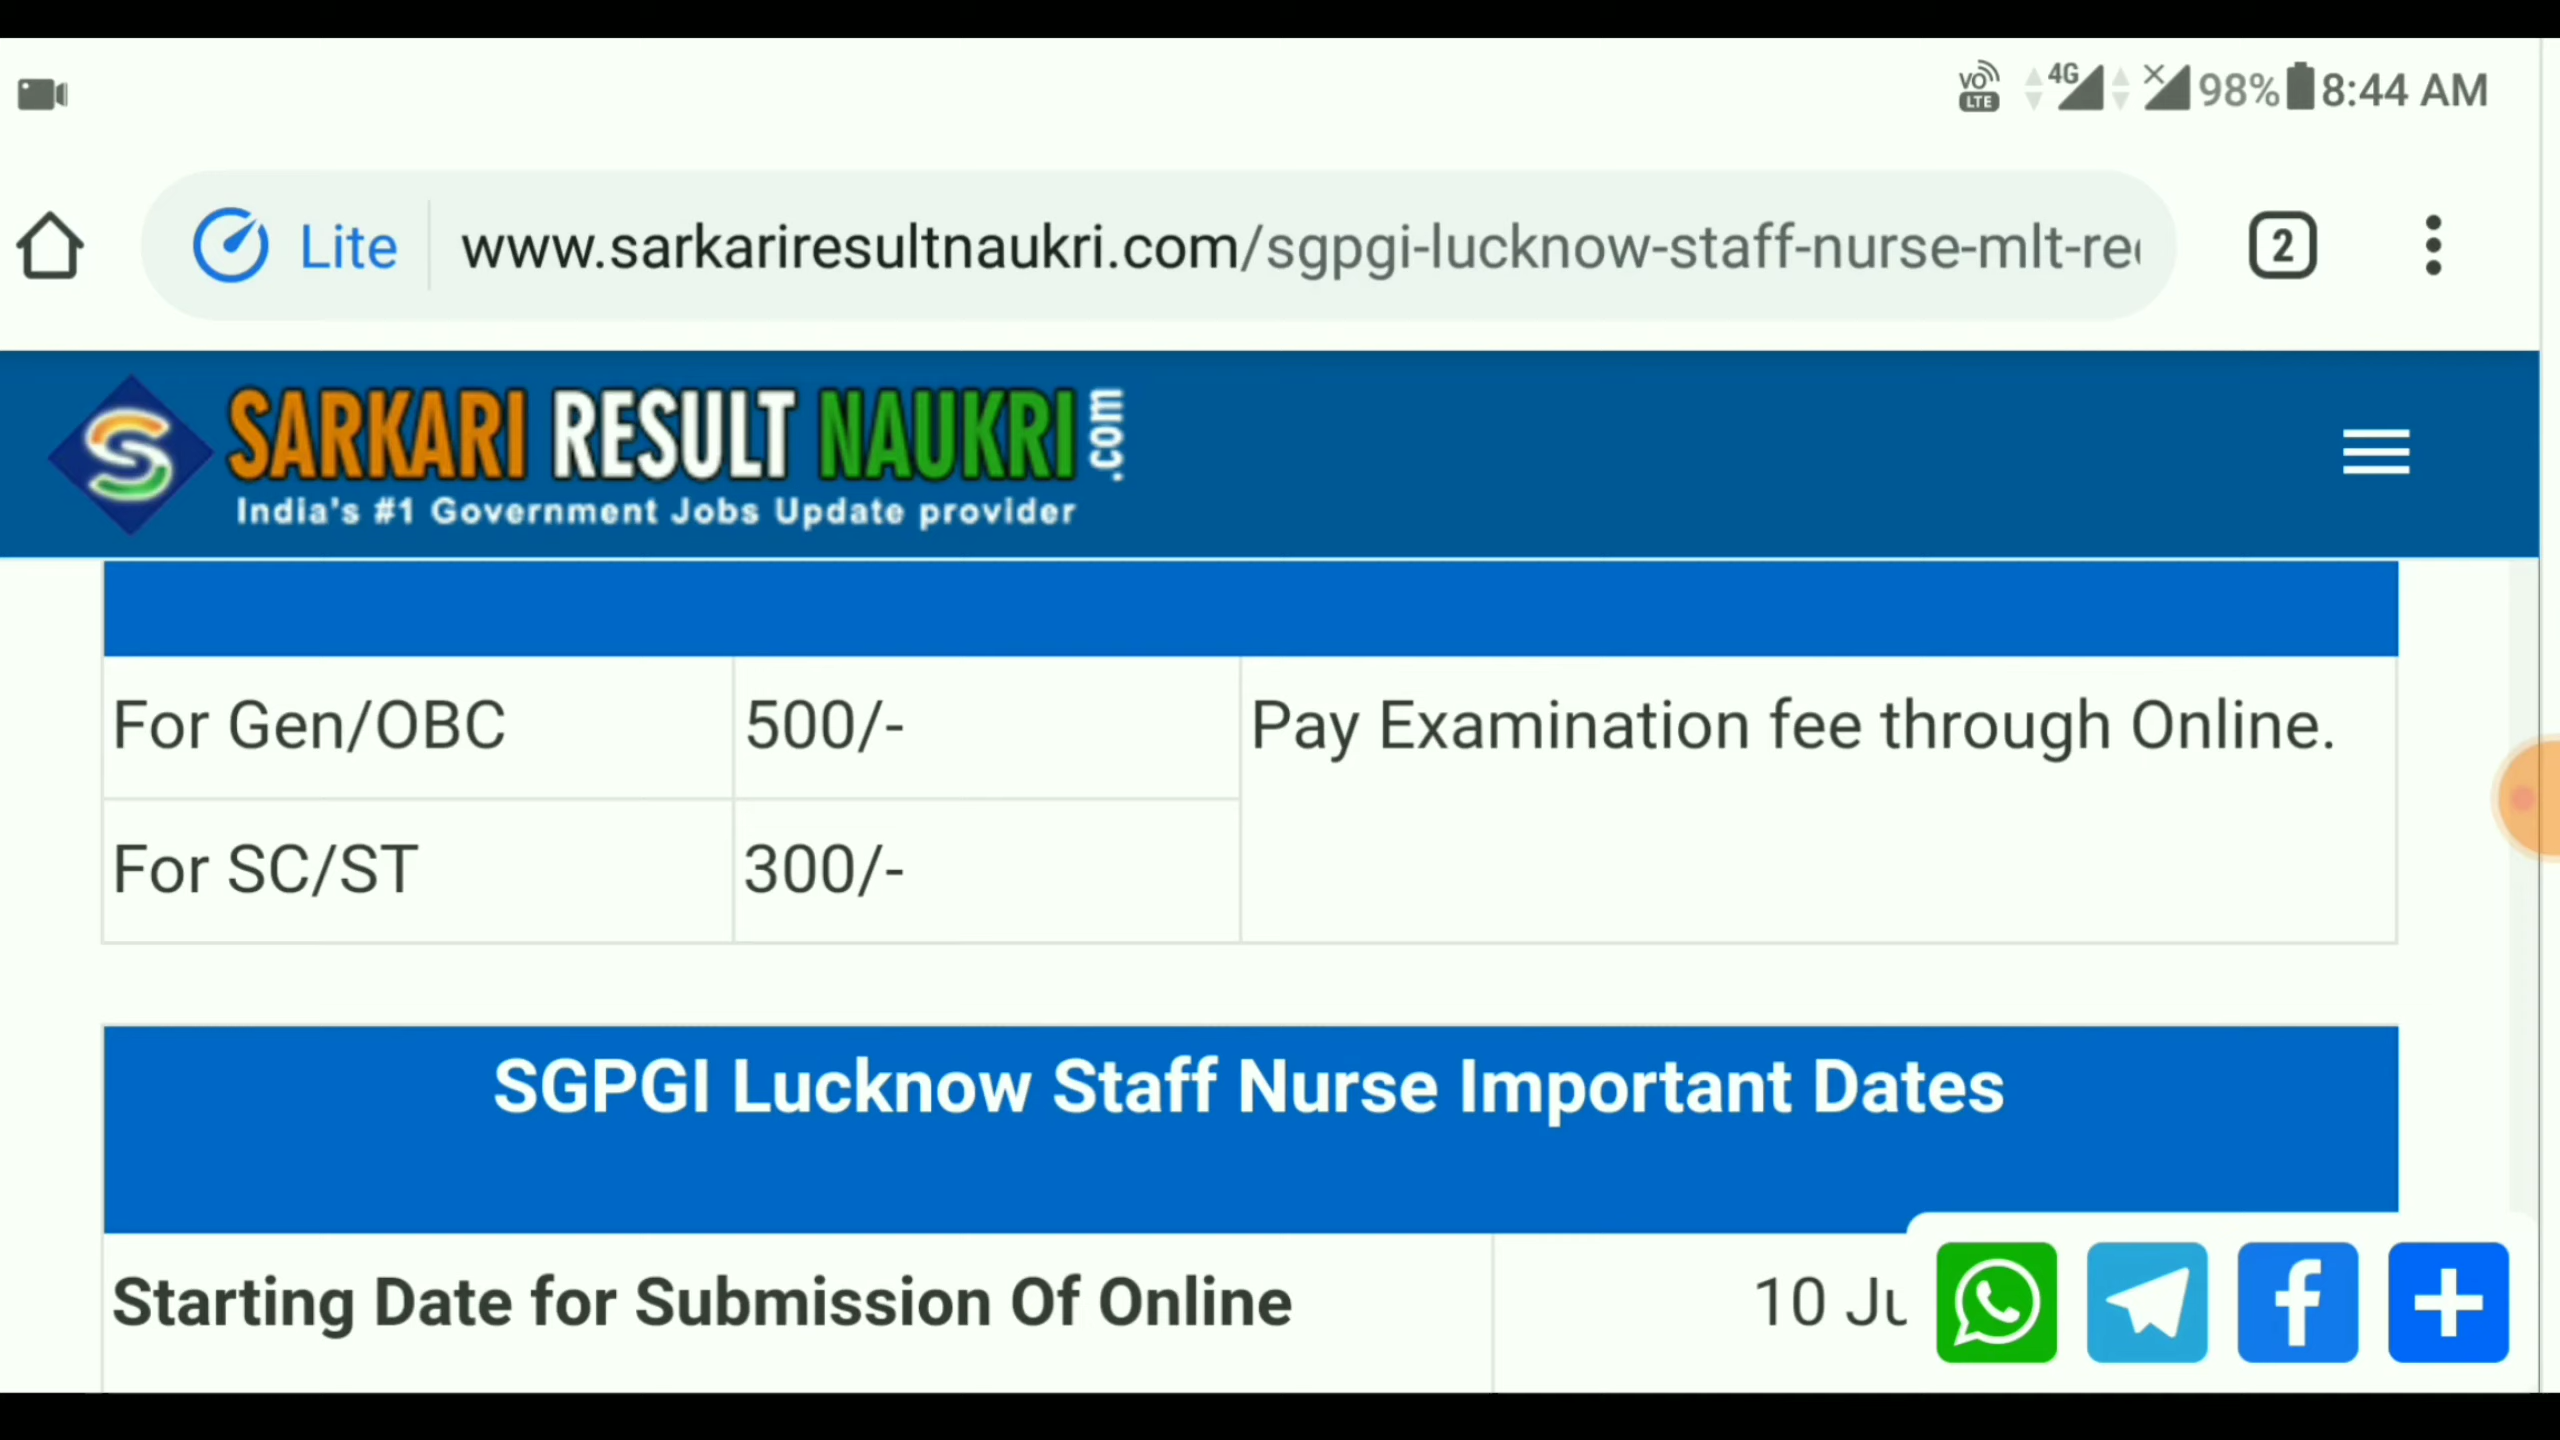 VO LTE 4G 98% 8:44 AM
Lite www.sarkariresultnaukri.com/sgpgi-lucknow-staff-nurse-mlt-re 2
SARKARI RESULT NAUKRI .com
India's #1 Government Jobs Update provider
For Gen/OBC 500/- Pay Examination fee through Online.
For SC/ST 300/-
SGPGI Lucknow Staff Nurse Important Dates
Starting Date for Submission Of Online 10